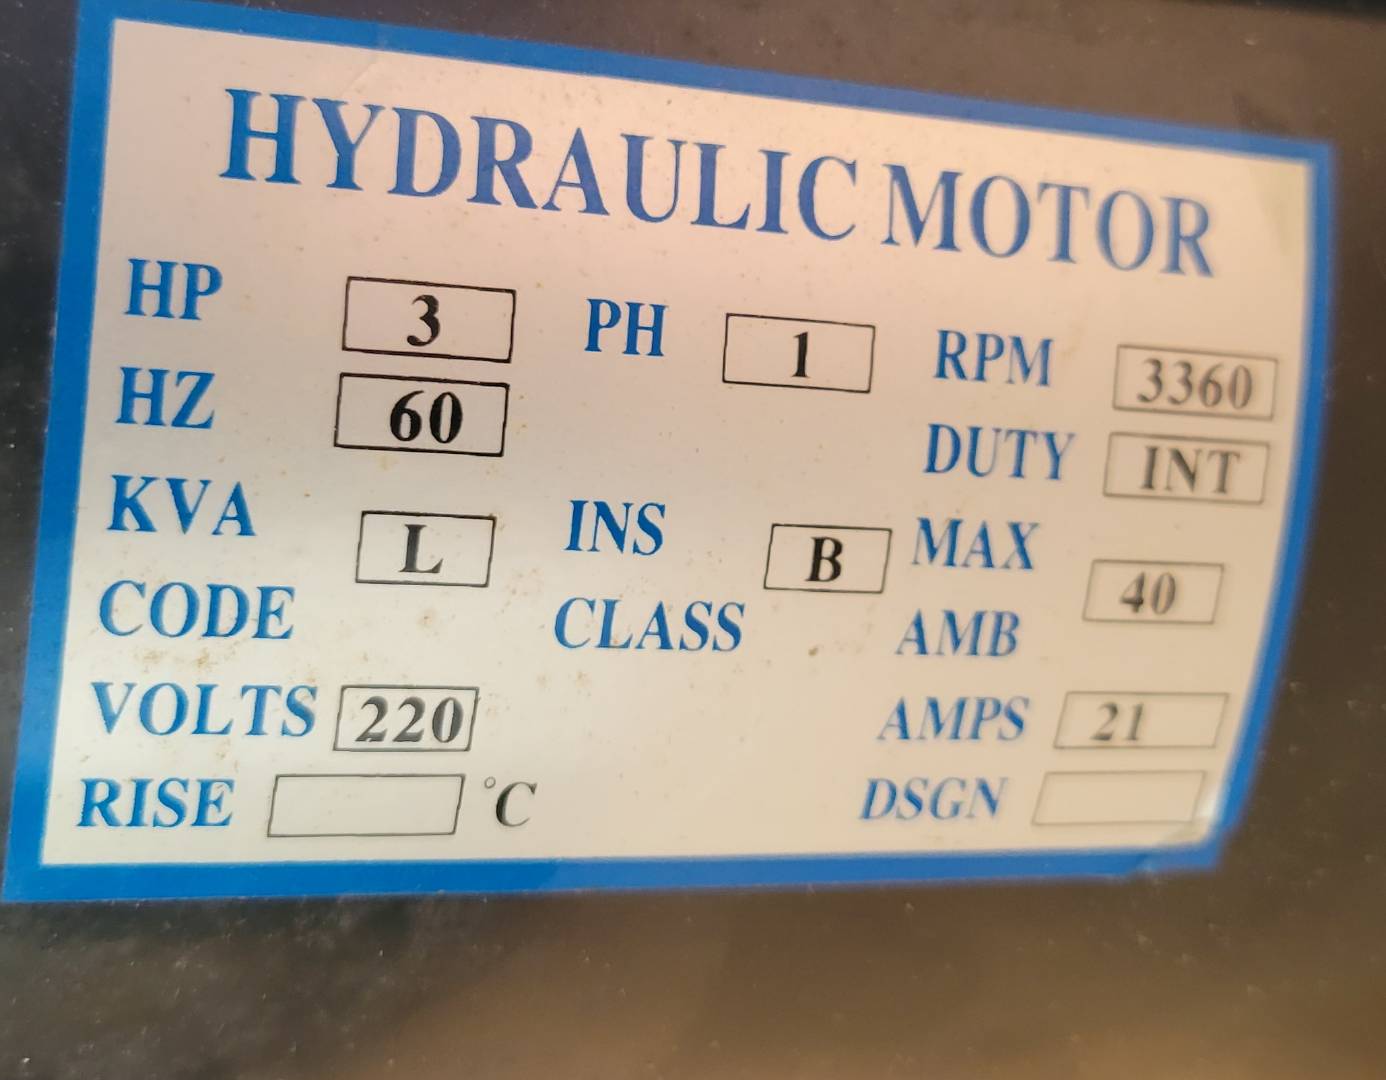 HYDRAULIC MOTOR
HP 3 PH 1 RPM 3360
HZ 60 DUTY INT
KVA L INS B MAX 40
CODE CLASS AMB
VOLTS 220 AMPS 21
RISE °C DSGN